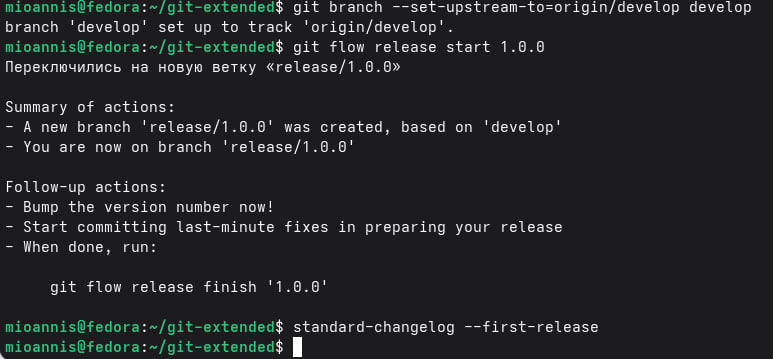 mioannis@fedora:~/git-extended$ git branch --set-upstream-to=origin/develop develop
branch 'develop' set up to track 'origin/develop'.
mioannis@fedora:~/git-extended$ git flow release start 1.0.0
Переключились на новую ветку «release/1.0.0»
Summary of actions:
- A new branch 'release/1.0.0' was created, based on 'develop'
- You are now on branch 'release/1.0.0'
Follow-up actions:
- Bump the version number now!
- Start committing last-minute fixes in preparing your release
- When done, run:
git flow release finish '1.0.0'
mioannis@fedora:~/git-extended$ standard-changelog --first-release
mioannis@fedora:~/git-extended$